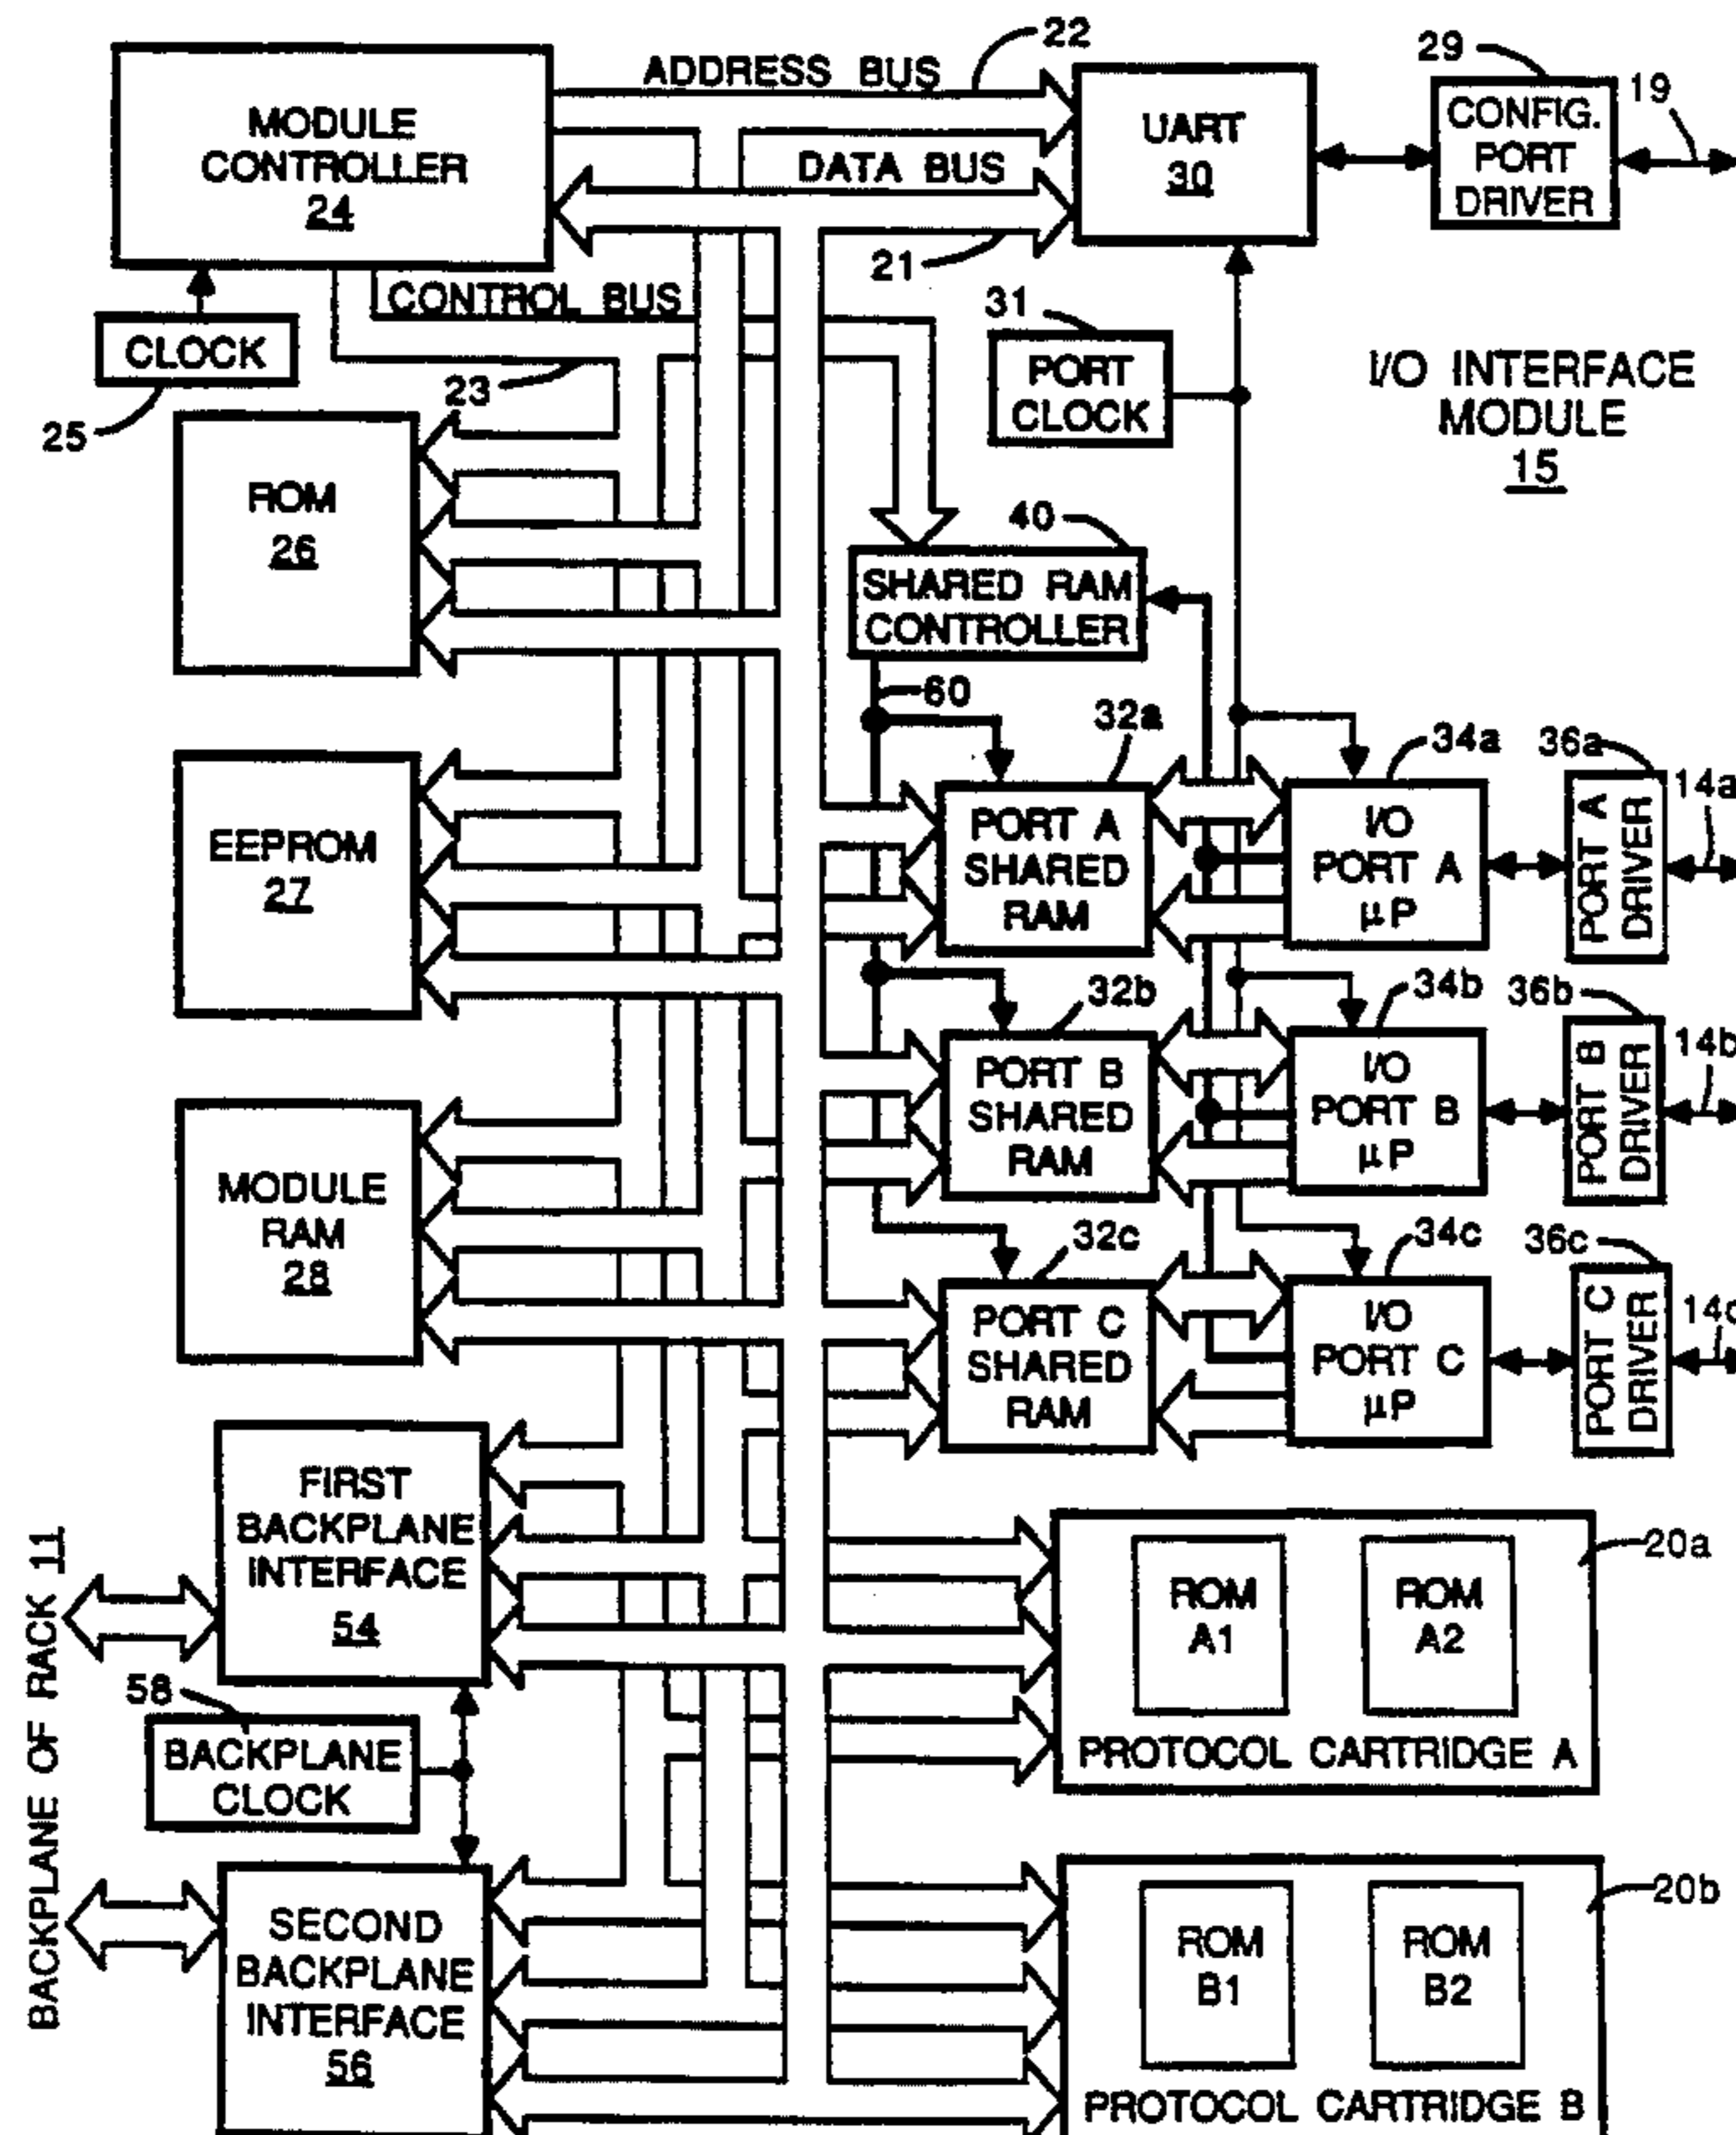 22
ADDRESS BUS
MODULE
CONTROLLER
24
UART
30
29
CONFIG.
PORT
DRIVER
19
DATA BUS
21
CONTROL BUS
CLOCK
25
23
31
PORT
CLOCK
I/O INTERFACE
MODULE
15
ROM
26
40
SHARED RAM
CONTROLLER
60
32a
34a
36a
14a
EEPROM
27
PORT A
SHARED
RAM
I/O
PORT A
µP
PORT A
DRIVER
32b
34b
36b
14b
PORT B
SHARED
RAM
I/O
PORT B
µP
PORT B
DRIVER
MODULE
RAM
28
32c
34c
36c
14c
PORT C
SHARED
RAM
I/O
PORT C
µP
PORT C
DRIVER
FIRST
BACKPLANE
INTERFACE
54
BACKPLANE OF RACK 11
20a
ROM
A1
ROM
A2
PROTOCOL CARTRIDGE A
58
BACKPLANE
CLOCK
SECOND
BACKPLANE
INTERFACE
56
20b
ROM
B1
ROM
B2
PROTOCOL CARTRIDGE B